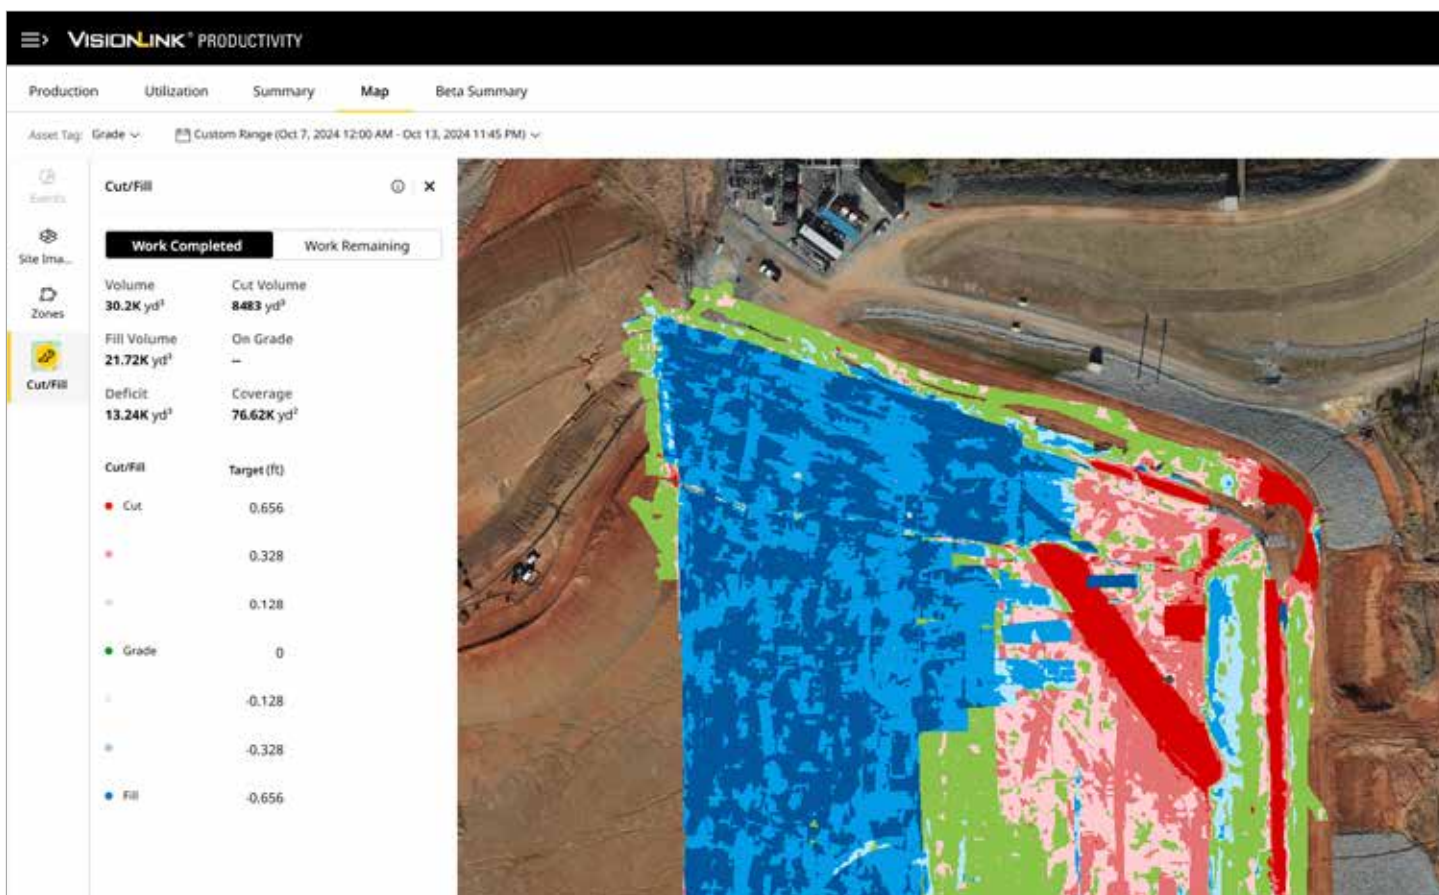 VISIONLINK® PRODUCTIVITY
Production Utilization Summary Map Beta Summary
Asset Tag: Grade Custom Range (Oct 7, 2024 12:00 AM - Oct 13, 2024 11:45 PM)
Events
Site Ima...
Zones
Cut/Fill
Cut/Fill
Work Completed Work Remaining
Volume Cut Volume
30.2K yd³ 8483 yd³
Fill Volume On Grade
21.72K yd³ --
Deficit Coverage
13.24K yd³ 76.62K yd²
Cut/Fill Target (ft)
Cut 0.656
0.328
0.128
Grade 0
-0.128
-0.328
Fill -0.656